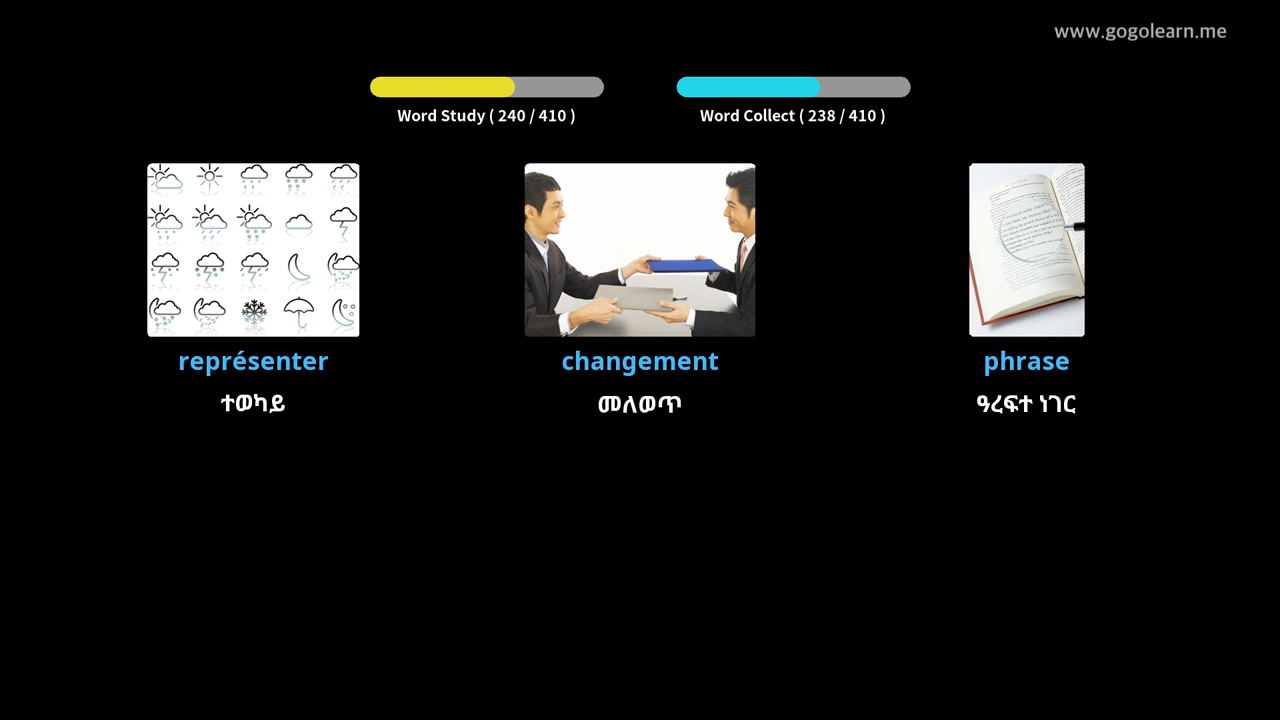 www.gogolearn.me
Word Study ( 240 / 410 )
Word Collect ( 238 / 410 )
représenter
changement
phrase
ተወካይ
መለወጥ
ዓረፍተ ነገር